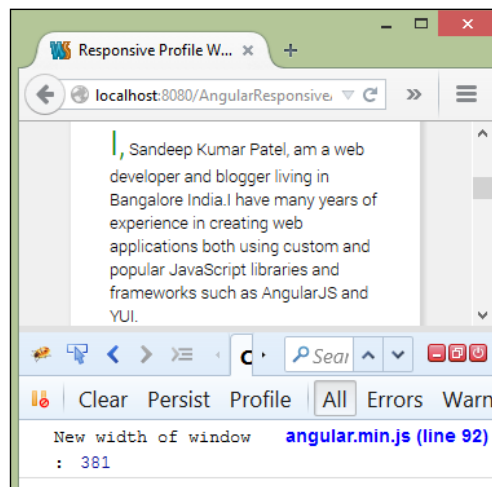 Responsive Profile W...
localhost:8080/AngularResponsive
I, Sandeep Kumar Patel, am a web
developer and blogger living in
Bangalore India.I have many years of
experience in creating web
applications both using custom and
popular JavaScript libraries and
frameworks such as AngularJS and
YUI.
Clear Persist Profile All Errors Warn
New width of window angular.min.js (line 92)
: 381